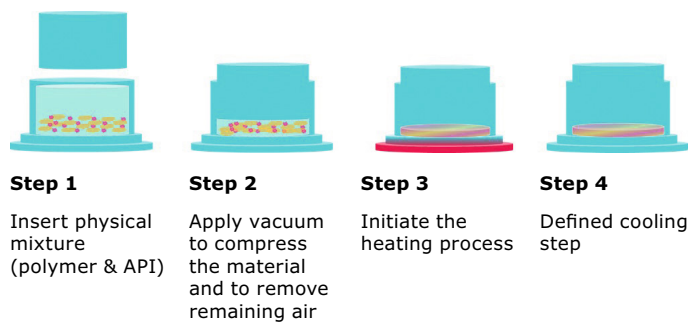 Step 1
Insert physical
mixture
(polymer & API)
Step 2
Apply vacuum
to compress
the material
and to remove
remaining air
Step 3
Initiate the
heating process
Step 4
Defined cooling
step